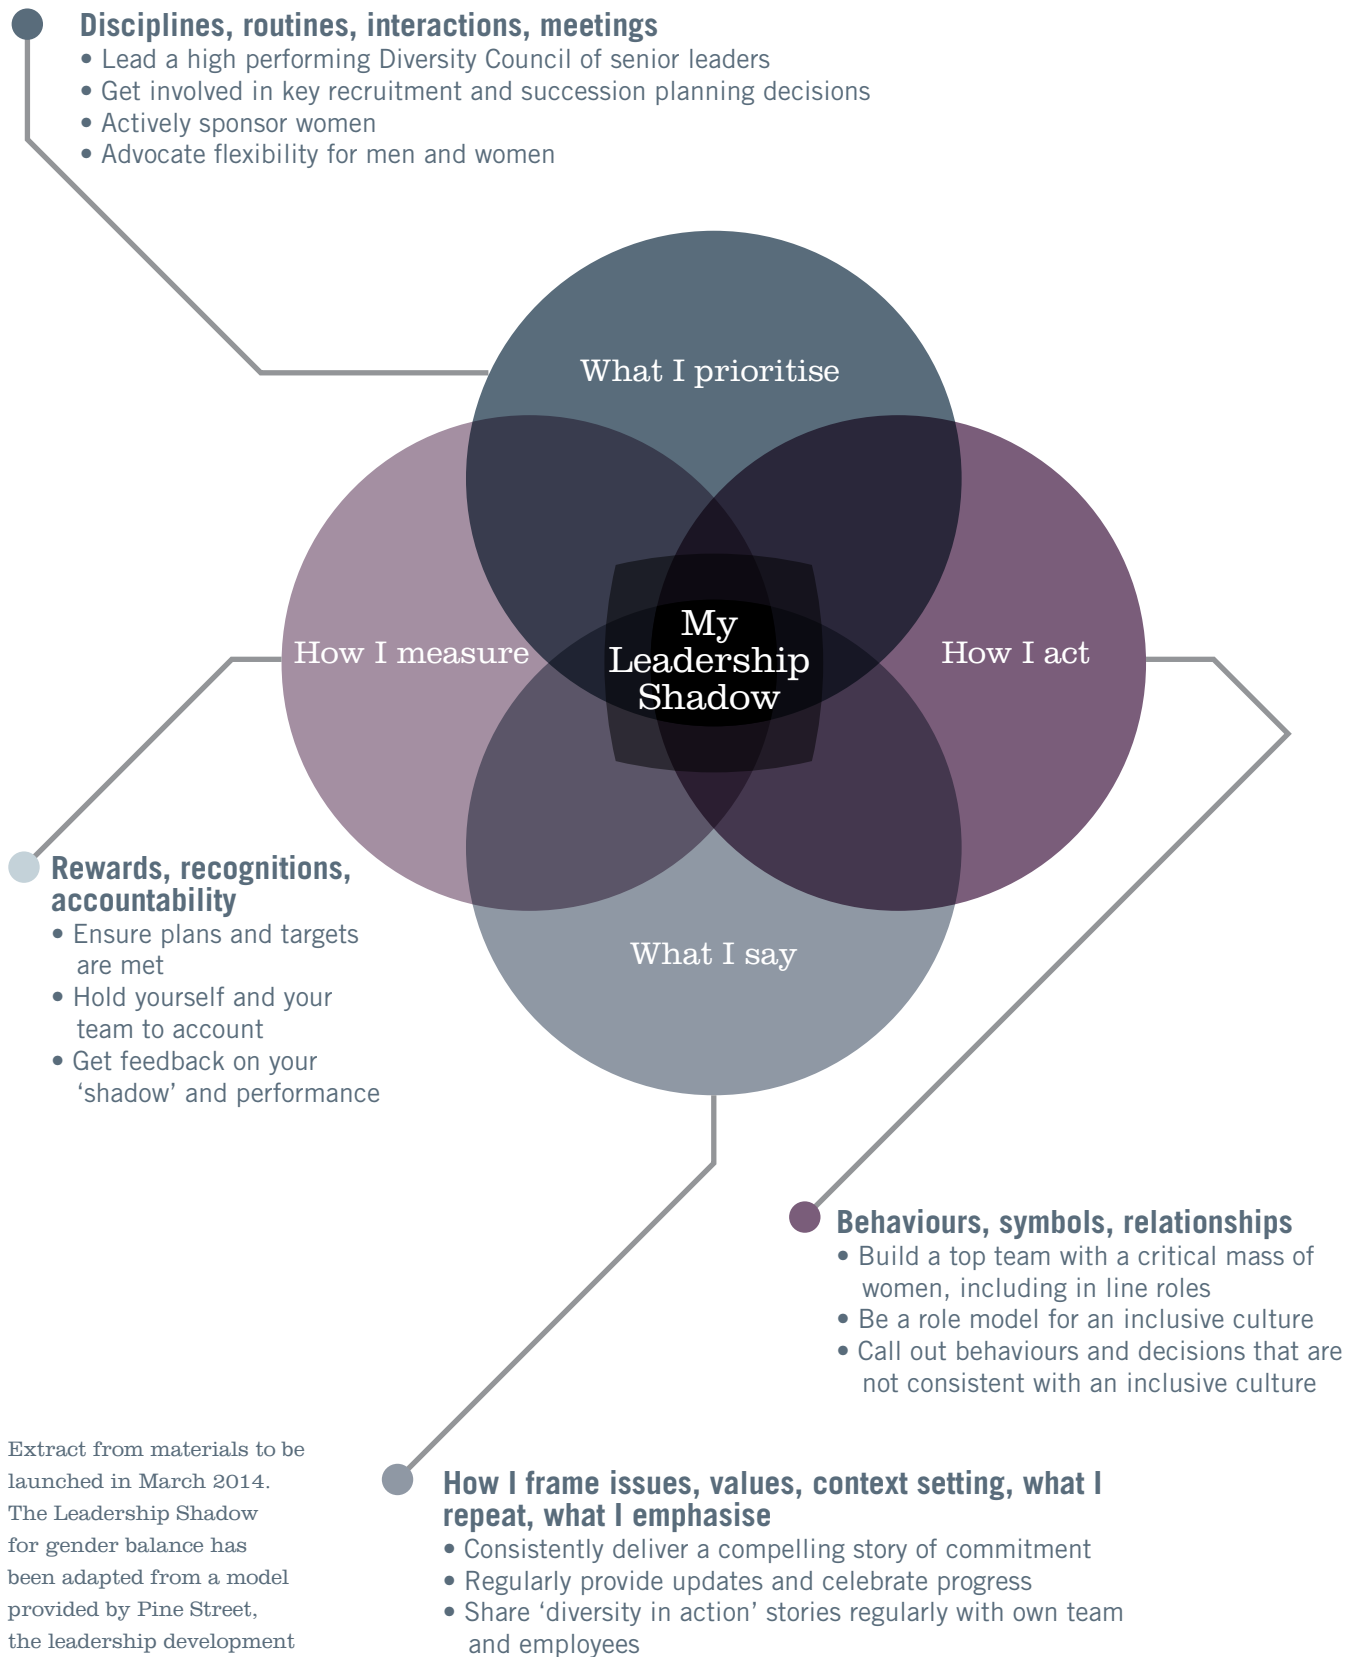 Disciplines, routines, interactions, meetings
• Lead a high performing Diversity Council of senior leaders
• Get involved in key recruitment and succession planning decisions
• Actively sponsor women
• Advocate flexibility for men and women
What I prioritise
How I measure
My
Leadership
Shadow
How I act
What I say
Rewards, recognitions,
accountability
• Ensure plans and targets
are met
• Hold yourself and your
team to account
• Get feedback on your
‘shadow’ and performance
Behaviours, symbols, relationships
• Build a top team with a critical mass of
women, including in line roles
• Be a role model for an inclusive culture
• Call out behaviours and decisions that are
not consistent with an inclusive culture
How I frame issues, values, context setting, what I
repeat, what I emphasise
• Consistently deliver a compelling story of commitment
• Regularly provide updates and celebrate progress
• Share ‘diversity in action’ stories regularly with own team
and employees
Extract from materials to be
launched in March 2014.
The Leadership Shadow
for gender balance has
been adapted from a model
provided by Pine Street,
the leadership development